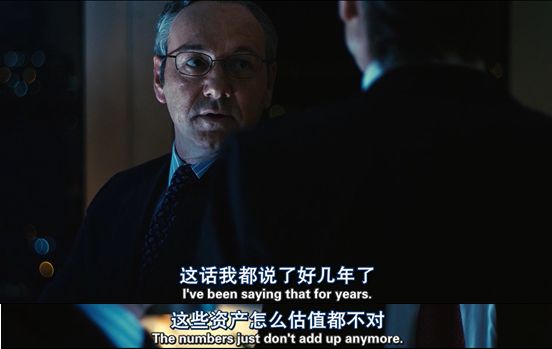 这话我都说了好几年了
I've been saying that for years.
这些资产怎么估值都不对
The numbers just don't add up anymore.